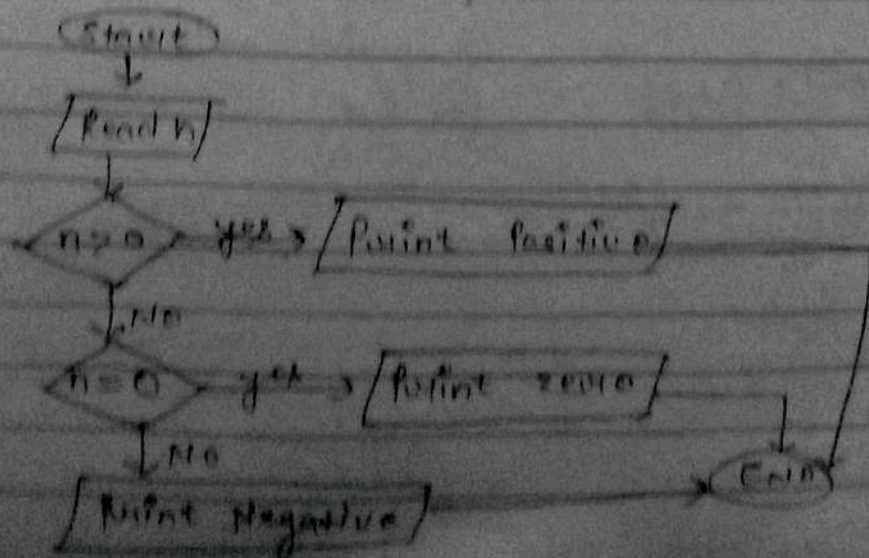 Start
Read n
n > 0
yes
Print Positive
No
n = 0
yes
Print zero
No
Print Negative
End